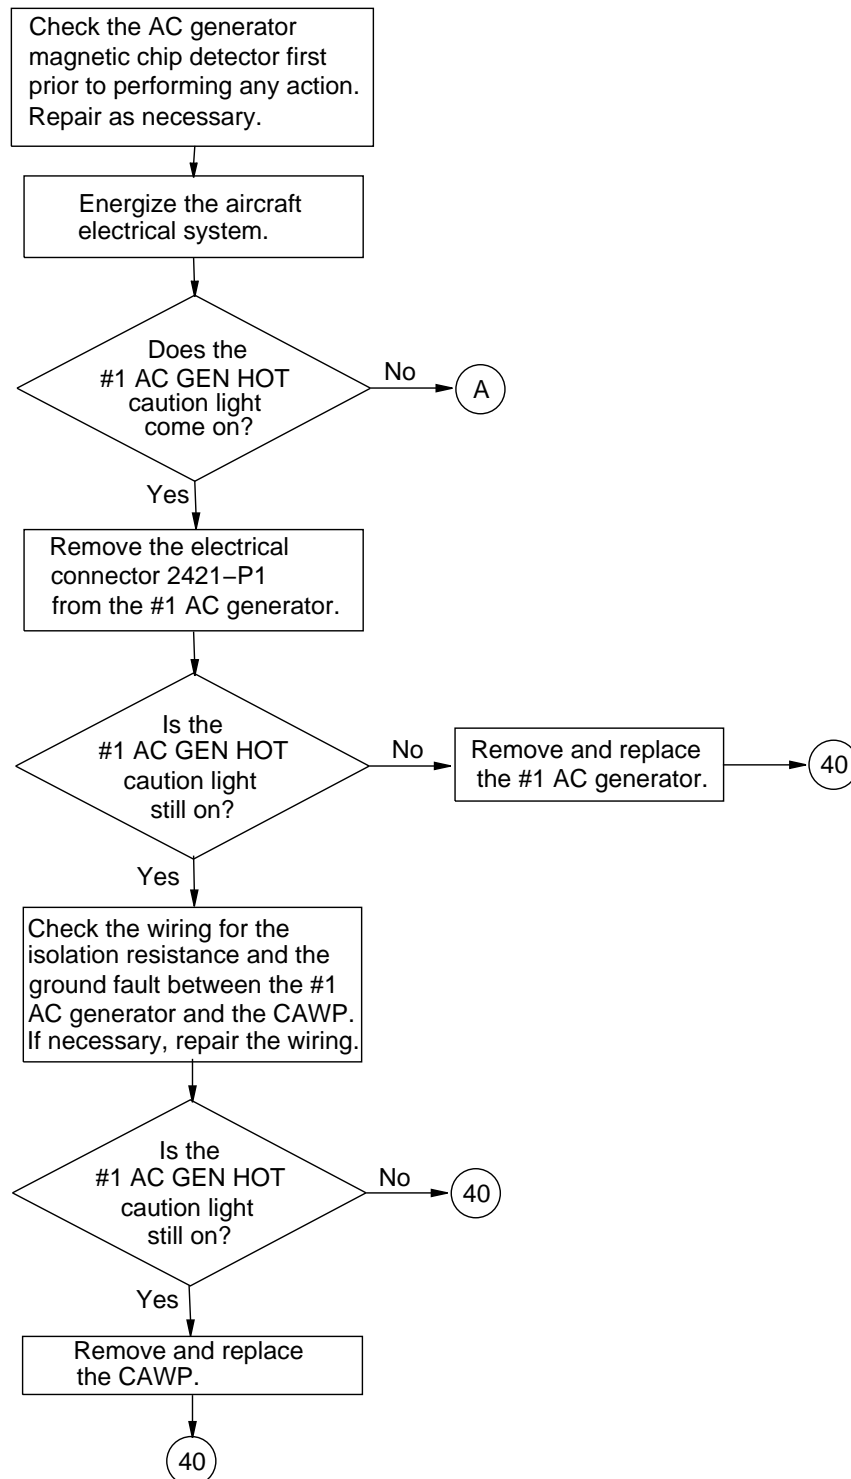 Check the AC generator
magnetic chip detector first
prior to performing any action.
Repair as necessary.
Energize the aircraft
electrical system.
Does the
#1 AC GEN HOT
caution light
come on?
No
A
Yes
Remove the electrical
connector 2421−P1
from the #1 AC generator.
Is the
#1 AC GEN HOT
caution light
still on?
No
Remove and replace
the #1 AC generator.
40
Yes
Check the wiring for the
isolation resistance and the
ground fault between the #1
AC generator and the CAWP.
If necessary, repair the wiring.
Is the
#1 AC GEN HOT
caution light
still on?
No
40
Yes
Remove and replace
the CAWP.
40